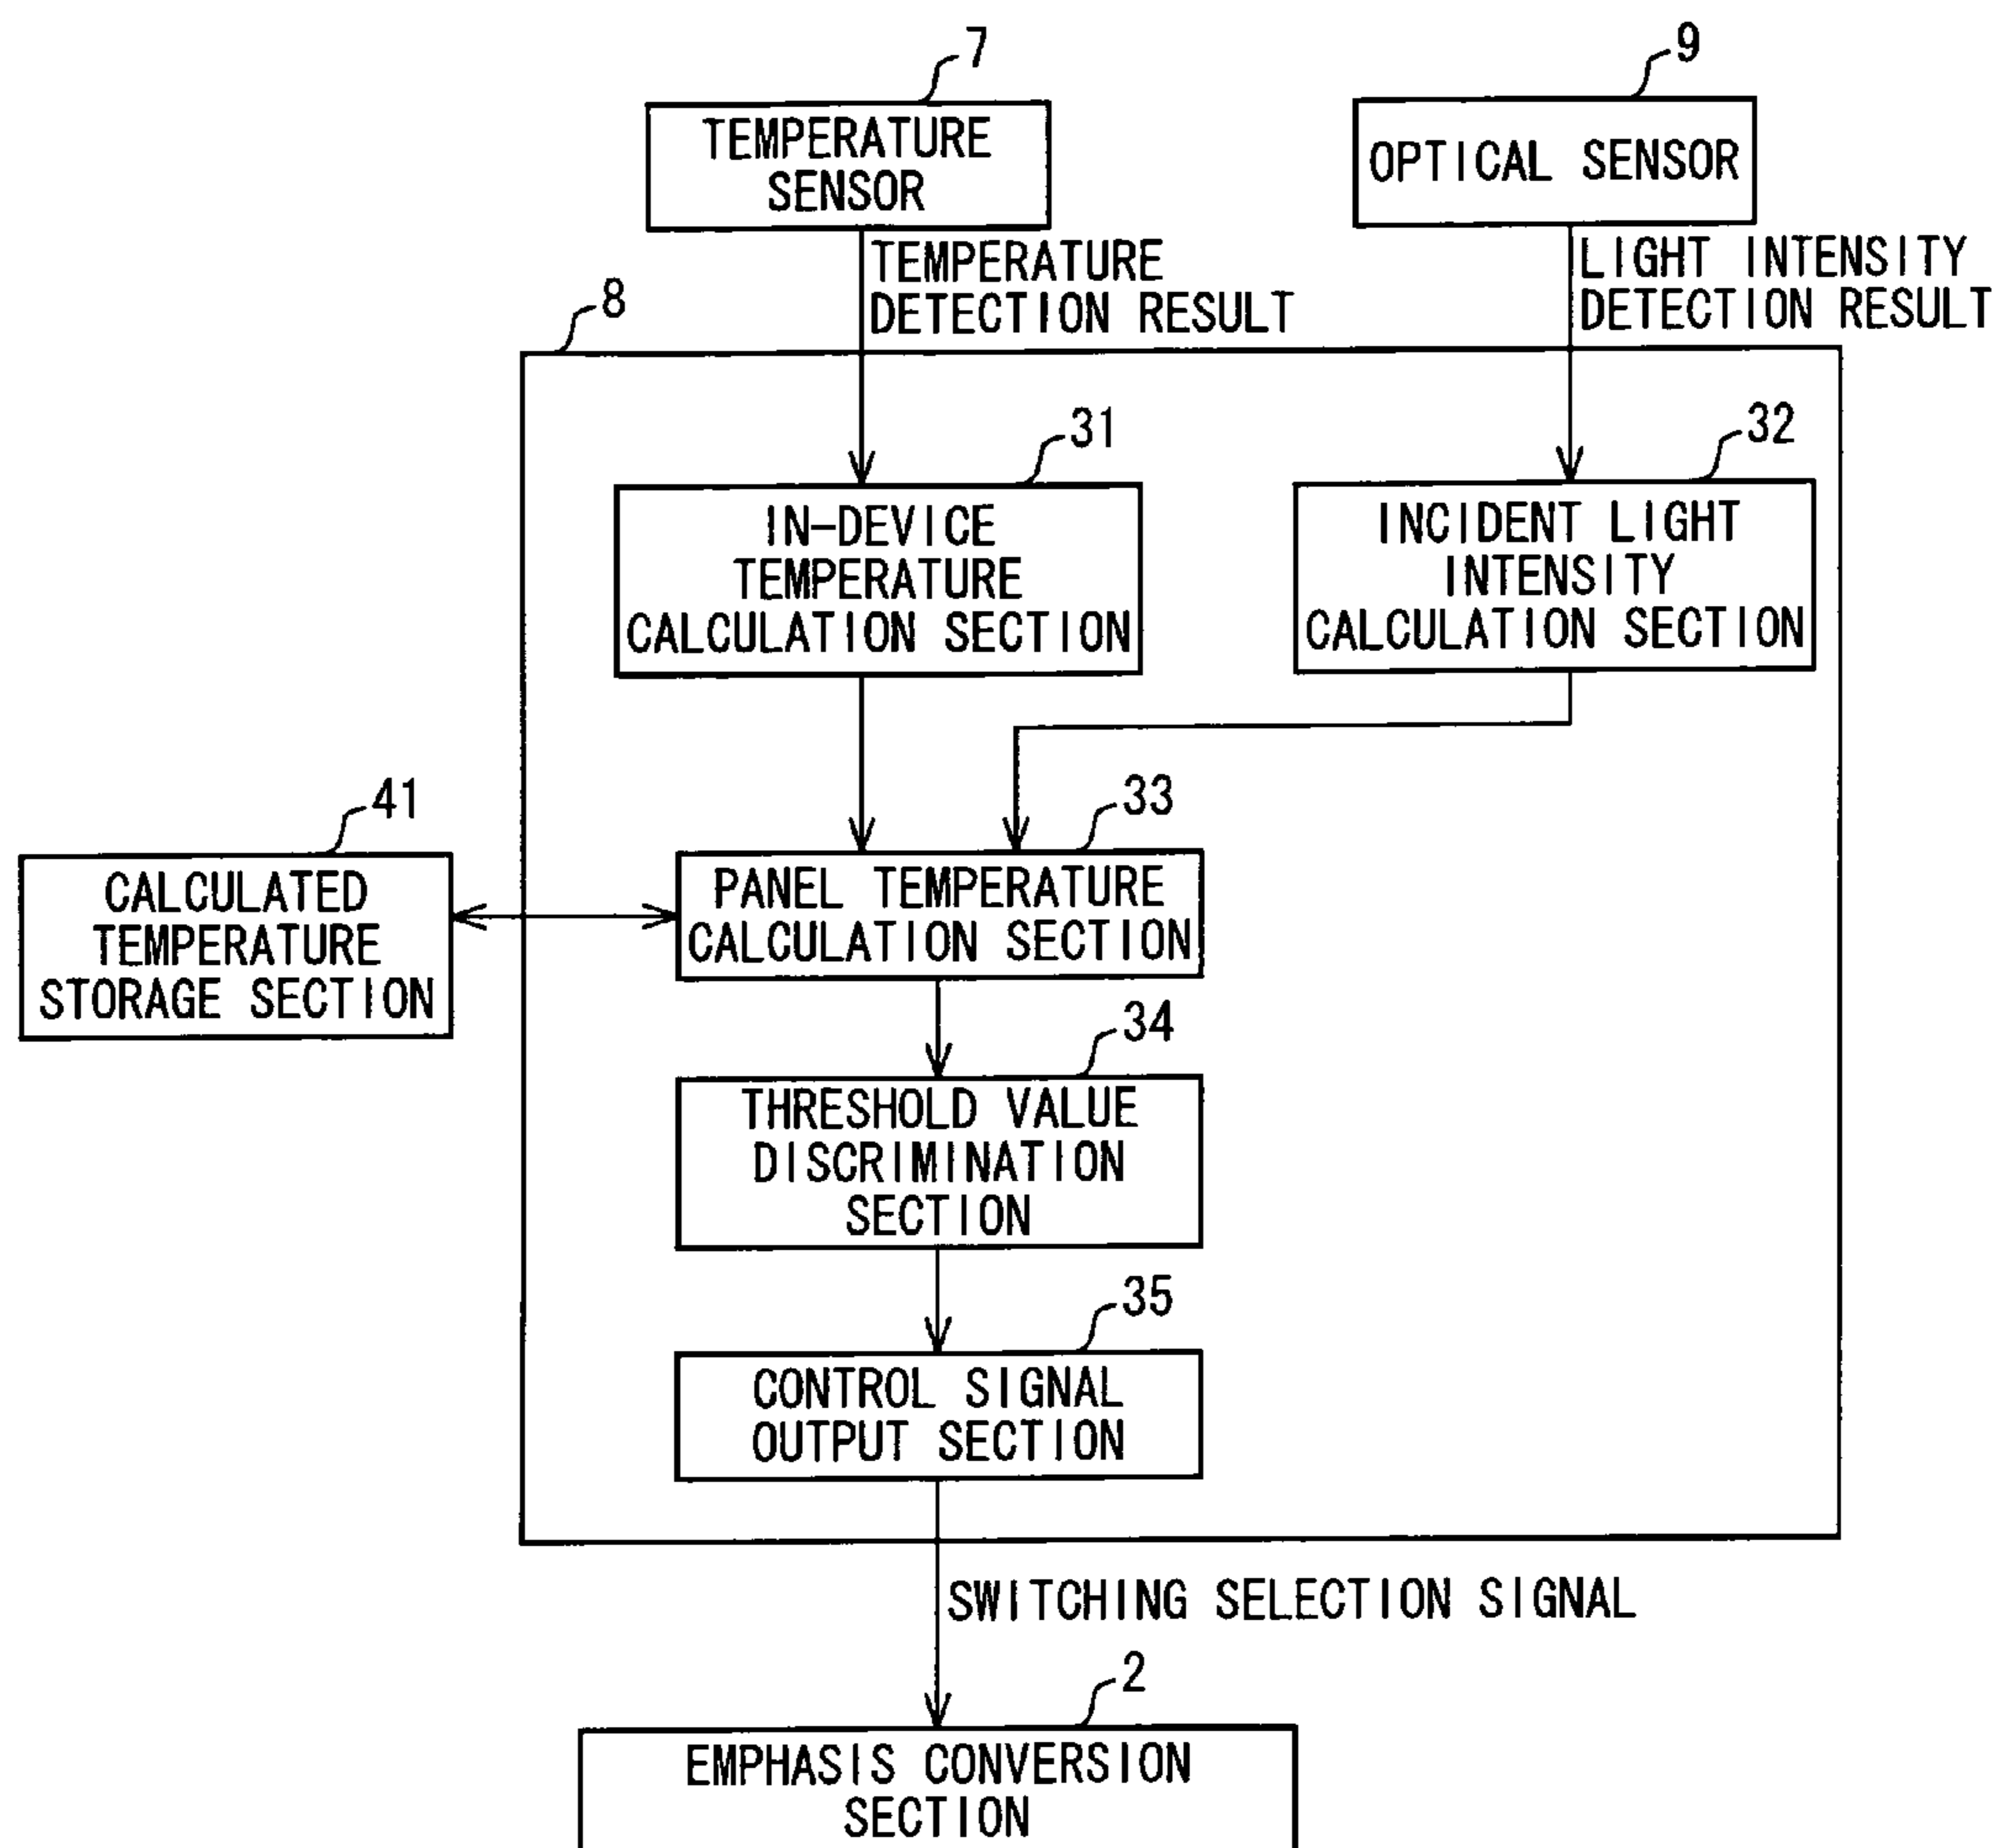 7
9
TEMPERATURE
SENSOR
OPTICAL SENSOR
TEMPERATURE
DETECTION RESULT
LIGHT INTENSITY
DETECTION RESULT
8
31
32
IN-DEVICE
TEMPERATURE
CALCULATION SECTION
INCIDENT LIGHT
INTENSITY
CALCULATION SECTION
41
33
CALCULATED
TEMPERATURE
STORAGE SECTION
PANEL TEMPERATURE
CALCULATION SECTION
34
THRESHOLD VALUE
DISCRIMINATION
SECTION
35
CONTROL SIGNAL
OUTPUT SECTION
SWITCHING SELECTION SIGNAL
2
EMPHASIS CONVERSION
SECTION